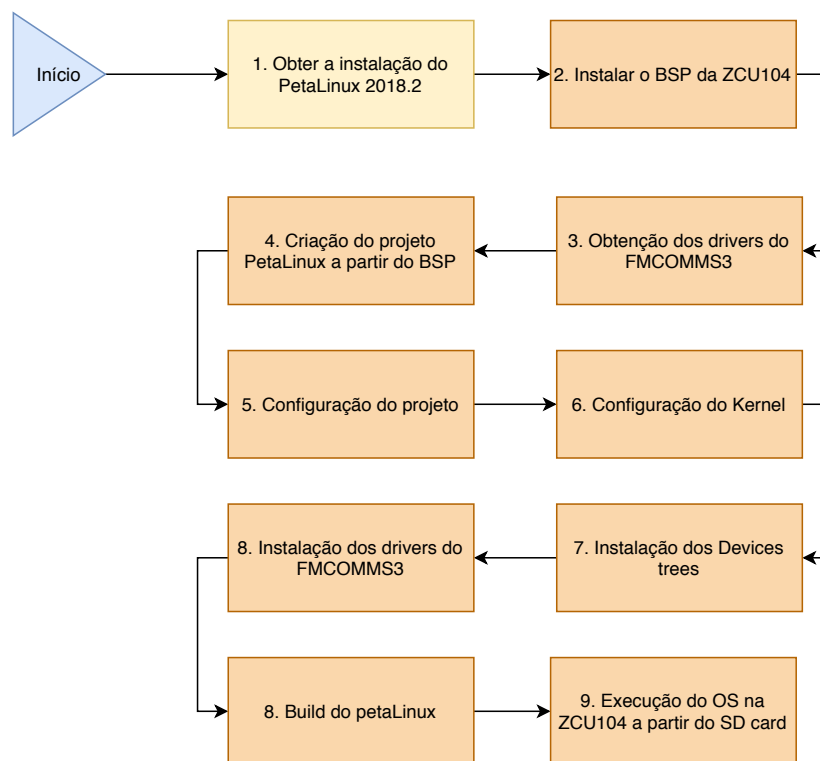 Início
1. Obter a instalação do
PetaLinux 2018.2
2. Instalar o BSP da ZCU104
3. Obtenção dos drivers do
FMCOMMS3
4. Criação do projeto
PetaLinux a partir do BSP
5. Configuração do projeto
6. Configuração do Kernel
7. Instalação dos Devices
trees
8. Instalação dos drivers do
FMCOMMS3
8. Build do petaLinux
9. Execução do OS na
ZCU104 a partir do SD card